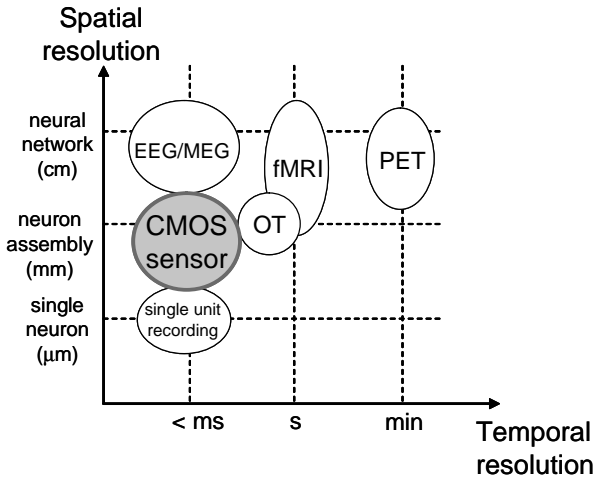 Spatial
resolution
neural
network
(cm)
EEG/MEG
fMRI
PET
neuron
assembly
(mm)
CMOS
sensor
OT
single
neuron
(μm)
single unit
recording
< ms
s
min
Temporal
resolution